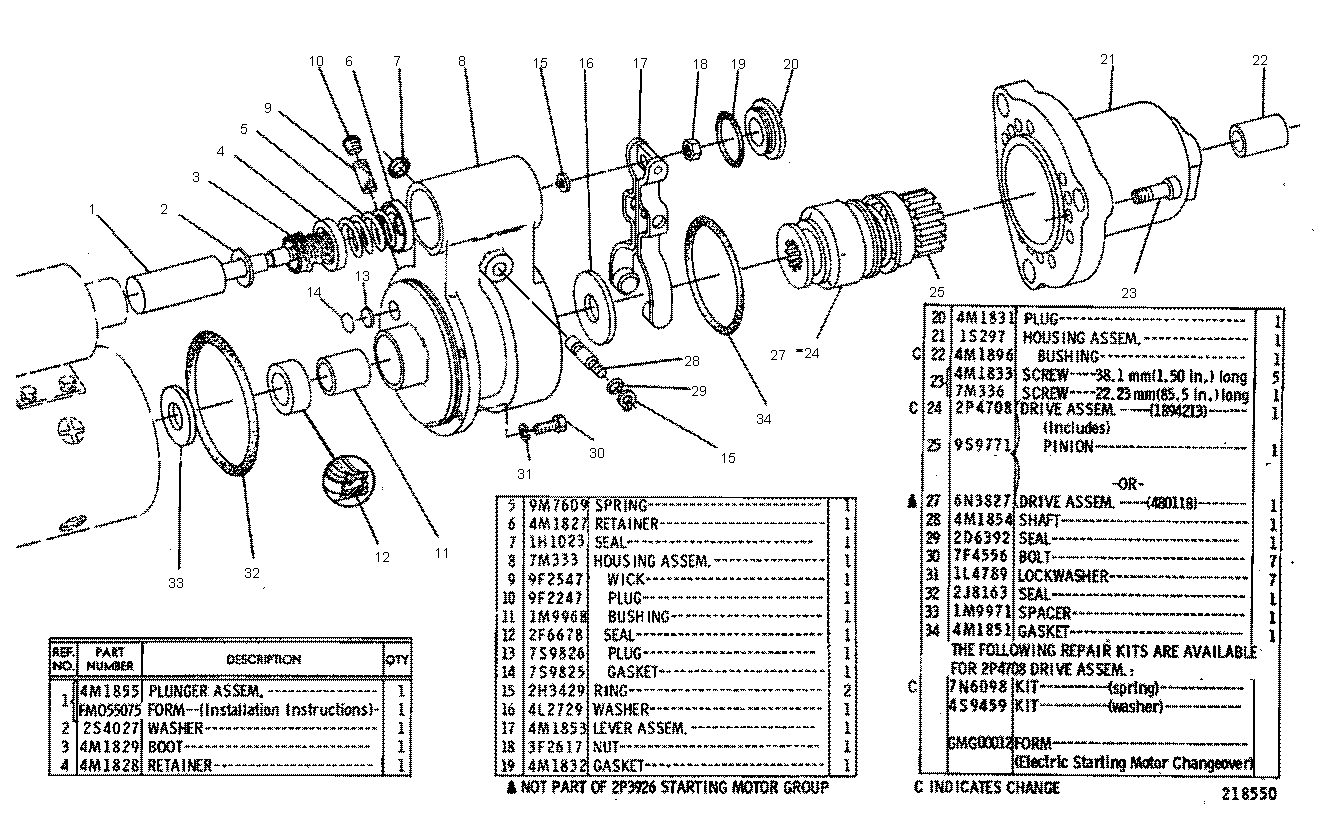 10 6 7 8 15 16 17 18 19 20 21 22
9
5
4
3
2
1
13
14
25 23
27 -24
28
29
34
30
15
31
11
12
32
33
REF. NO. PART NUMBER DESCRIPTION QTY
1 4M1895 PLUNGER ASSEM. 1
FM055075 FORM--(Installation Instructions)- 1
2 2S4027 WASHER 1
3 4M1829 BOOT 1
4 4M1828 RETAINER 1
5 9M7609 SPRING 1
6 4M1827 RETAINER 1
7 1H1023 SEAL 1
8 7M333 HOUSING ASSEM. 1
9 9F2547 WICK 1
10 9F2247 PLUG 1
11 1M9968 BUSHING 1
12 2F6678 SEAL 1
13 7S9826 PLUG 1
14 7S9825 GASKET 1
15 2H3429 RING 2
16 4L2729 WASHER 1
17 4M1853 LEVER ASSEM. 1
18 3F2617 NUT 1
19 4M1832 GASKET 1
▲ NOT PART OF 2P3926 STARTING MOTOR GROUP
20 4M1831 PLUG 1
21 1S297 HOUSING ASSEM. 1
C 22 4M1896 BUSHING 1
23 4M1833 SCREW----38.1 mm(1.50 in.) long 5
7M336 SCREW----22.23 mm(85.5 in.) long 1
C 24 2P4708 DRIVE ASSEM. ----(1894213) 1
(Includes)
25 9S9771 PINION 1
-OR-
▲ 27 6N3827 DRIVE ASSEM. ----(480118) 1
28 4M1854 SHAFT 1
29 2D6392 SEAL 1
30 7F4556 BOLT 7
31 1L4789 LOCKWASHER 7
32 2J8163 SEAL 1
33 1M9971 SPACER 1
34 4M1851 GASKET 1
THE FOLLOWING REPAIR KITS ARE AVAILABLE
FOR 2P4708 DRIVE ASSEM. :
C 7N6098 KIT (spring)
4S9459 KIT (washer)
GMG00012 FORM
(Electric Starting Motor Changeover)
C INDICATES CHANGE
218550